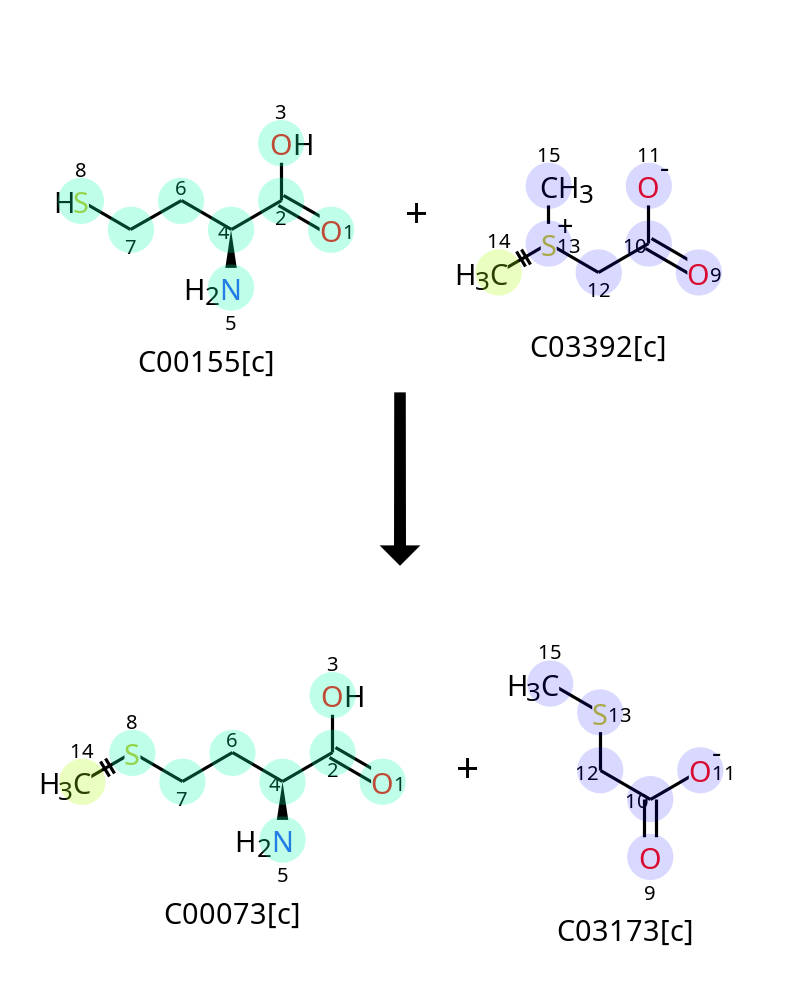 3
OH
8
HS
6
7
4
2
O1
H2N
5
C00155[c]
+
15
CH3
11
O-
14
H3C
S+
13
12
10
O9
C03392[c]
3
OH
8
14
H3C
S
6
7
4
2
O1
H2N
5
C00073[c]
+
15
H3C
S13
12
10
O-
11
O
9
C03173[c]